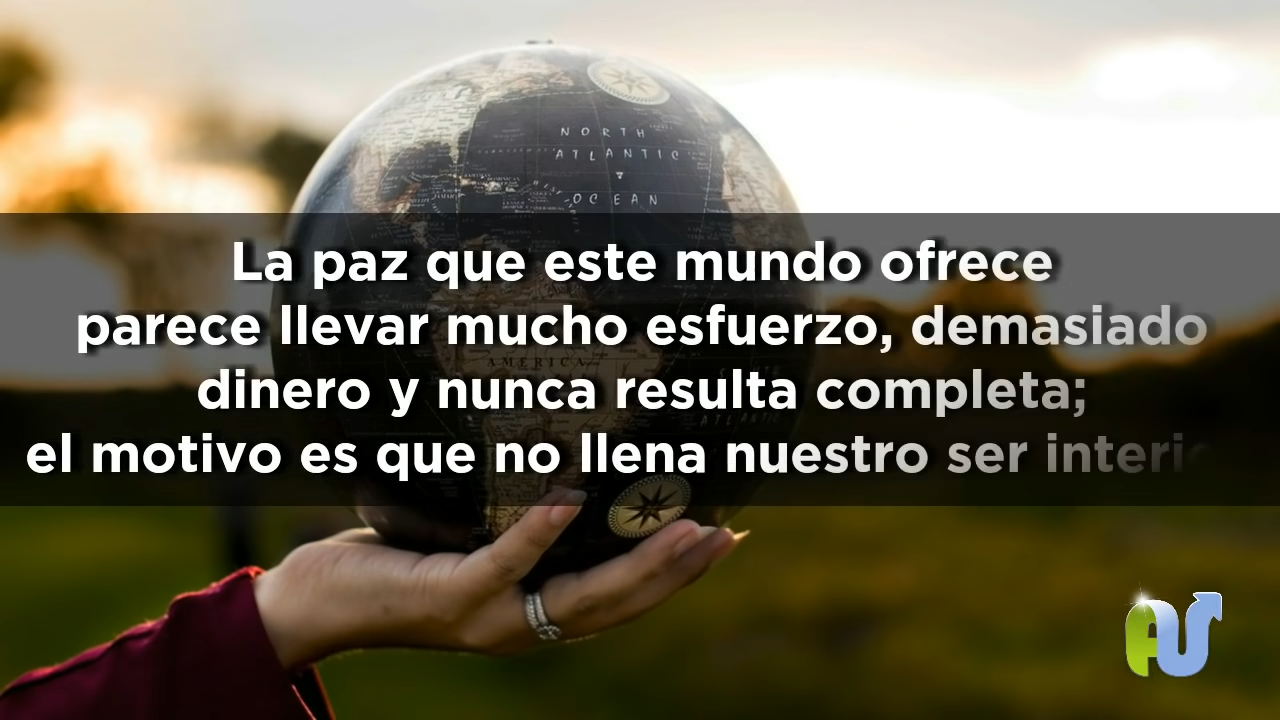 NORTH
ATLANTIC
OCEAN
La paz que este mundo ofrece
parece llevar mucho esfuerzo, demasiado
dinero y nunca resulta completa;
AMERICA
el motivo es que no llena nuestro ser